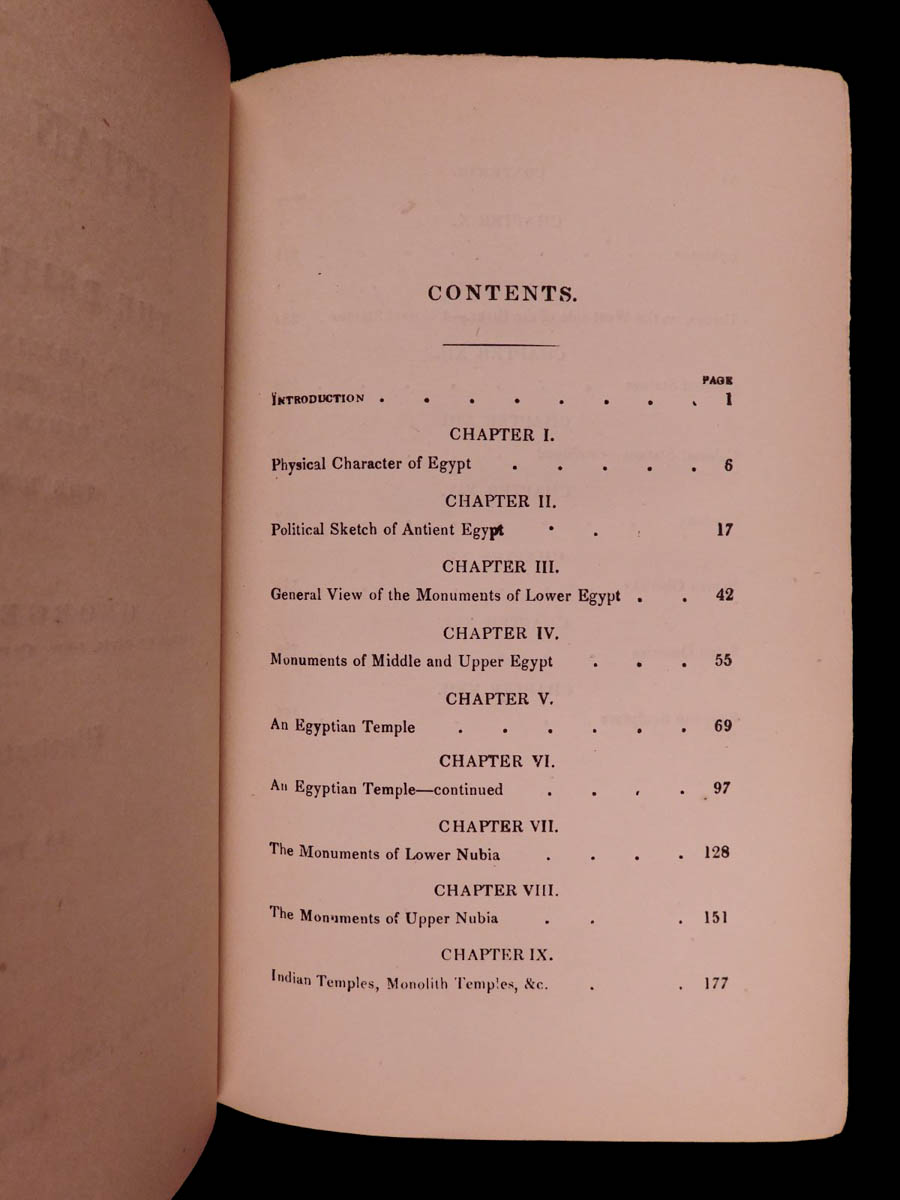 CONTENTS.
PAGE
INTRODUCTION . . . . . . . . 1
CHAPTER I.
Physical Character of Egypt . . . . . 6
CHAPTER II.
Political Sketch of Antient Egypt . . . 17
CHAPTER III.
General View of the Monuments of Lower Egypt . . 42
CHAPTER IV.
Monuments of Middle and Upper Egypt . . . 55
CHAPTER V.
An Egyptian Temple . . . . . . 69
CHAPTER VI.
An Egyptian Temple—continued . . . . 97
CHAPTER VII.
The Monuments of Lower Nubia . . . . 128
CHAPTER VIII.
The Monuments of Upper Nubia . . . 151
CHAPTER IX.
Indian Temples, Monolith Temples, &c. . . 177